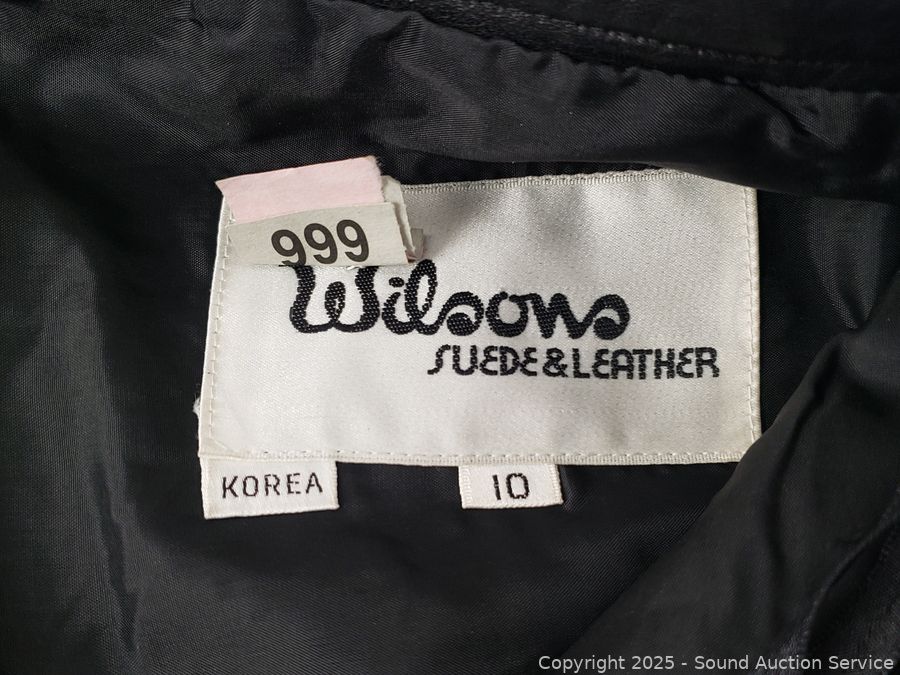 999
Wilsons
SUEDE & LEATHER
KOREA
10
Copyright 2025 - Sound Auction Service